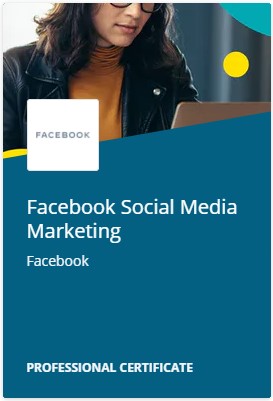 FACEBOOK
Facebook Social Media
Marketing
Facebook
PROFESSIONAL CERTIFICATE